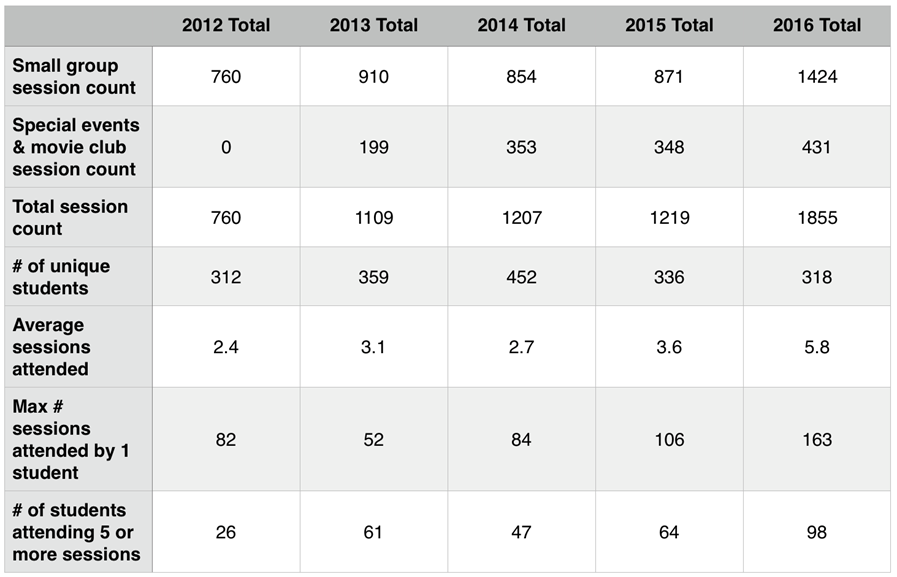 2012 Total 2013 Total 2014 Total 2015 Total 2016 Total
Small group
session count 760 910 854 871 1424
Special events
& movie club
session count 0 199 353 348 431
Total session
count 760 1109 1207 1219 1855
# of unique
students 312 359 452 336 318
Average
sessions
attended 2.4 3.1 2.7 3.6 5.8
Max #
sessions
attended by 1
student 82 52 84 106 163
# of students
attending 5 or
more sessions 26 61 47 64 98